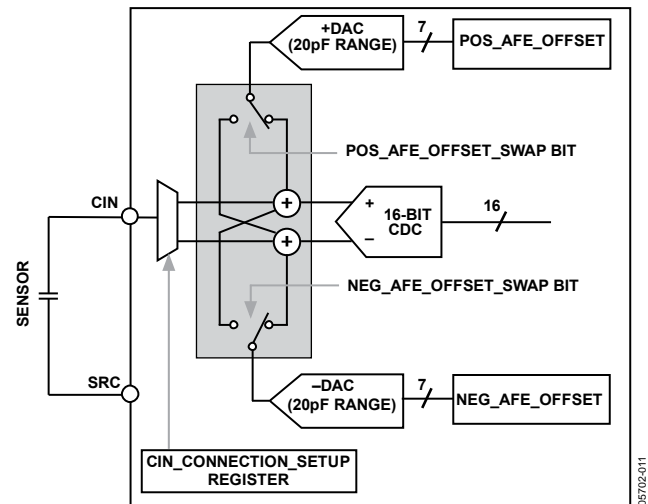 +DAC
(20pF RANGE)
7
POS_AFE_OFFSET
POS_AFE_OFFSET_SWAP BIT
CIN
+
+
16-BIT
CDC
16
+
–
SENSOR
NEG_AFE_OFFSET_SWAP BIT
SRC
–DAC
(20pF RANGE)
7
NEG_AFE_OFFSET
CIN_CONNECTION_SETUP
REGISTER
05702-011